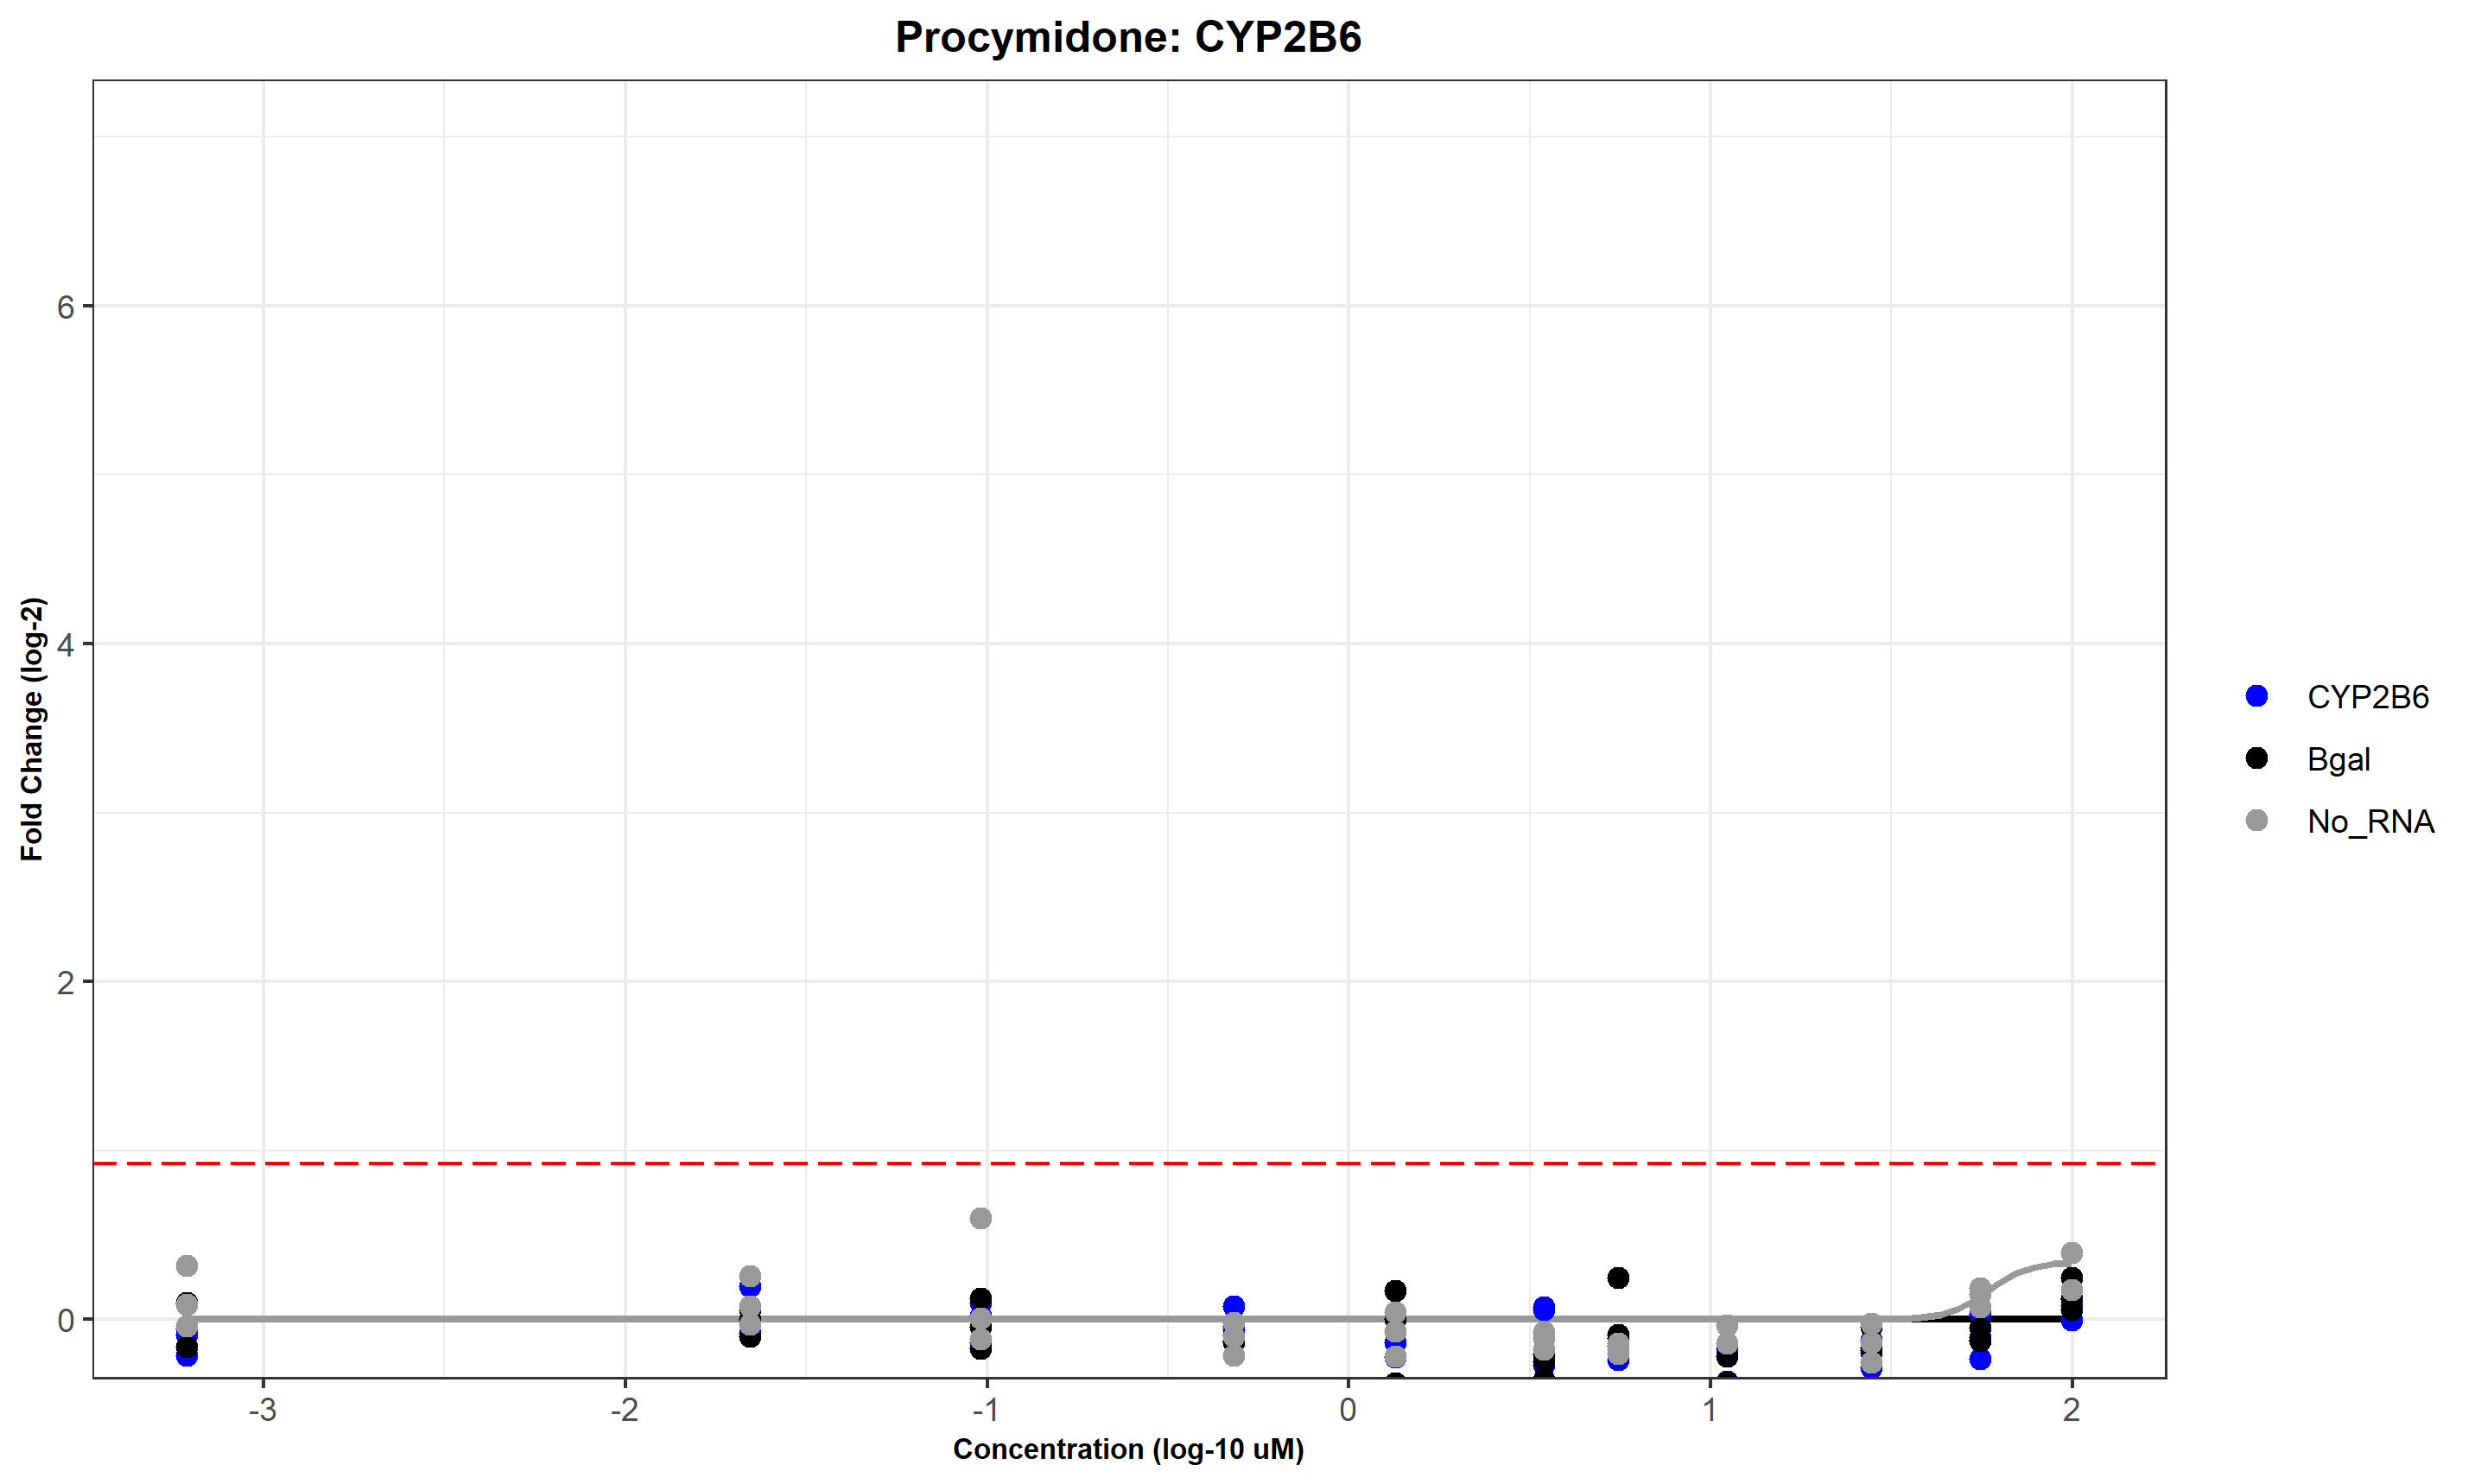 Procymidone: CYP2B6
Fold Change (log-2)
6
4
2
0
-3
-2
-1
0
1
2
Concentration (log-10 uM)
CYP2B6
Bgal
No_RNA